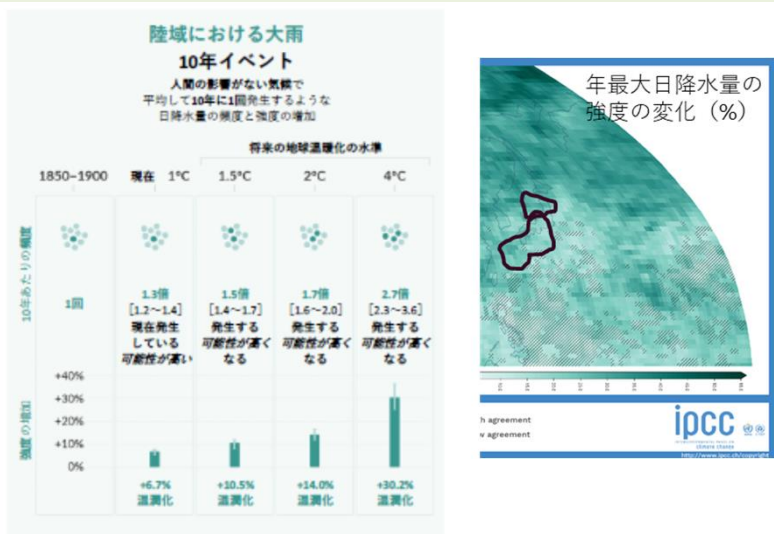 陸域における大雨
10年イベント
人間の影響がない気候で
平均して10年に1回発生するような
日降水量の頻度と強度の増加
将来の地球温暖化の水準
1850–1900 現在 1°C 1.5°C 2°C 4°C
10年あたりの頻度
1回
1.3倍 1.5倍 1.7倍 2.7倍
[1.2~1.4] [1.4~1.7] [1.6~2.0] [2.3~3.6]
現在発生 発生する 発生する 発生する
している 可能性が高く 可能性が高く 可能性が高く
可能性が高い なる なる なる
強度の増加
+40%
+30%
+20%
+10%
0%
+6.7% +10.5% +14.0% +30.2%
湿潤化 湿潤化 湿潤化 湿潤化
年最大日降水量の
強度の変化（%）
h agreement
w agreement
ipcc
climate change
http://www.ipcc.ch/copyright